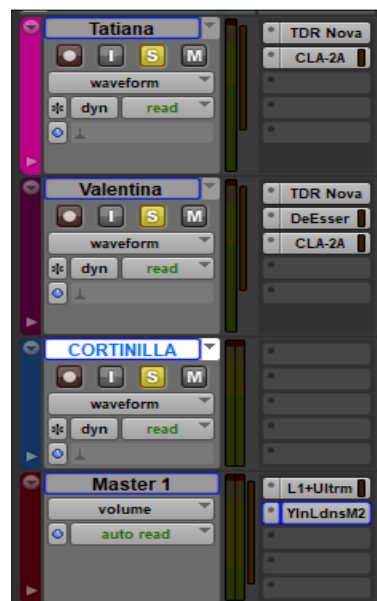 Tatiana
TDR Nova
I S M
CLA-2A
waveform
dyn read
Valentina
TDR Nova
I S M
DeEsser
waveform
CLA-2A
dyn read
CORTINILLA
I S M
waveform
dyn read
Master 1
L1+Ultrm
volume
YlnLdnsM2
auto read